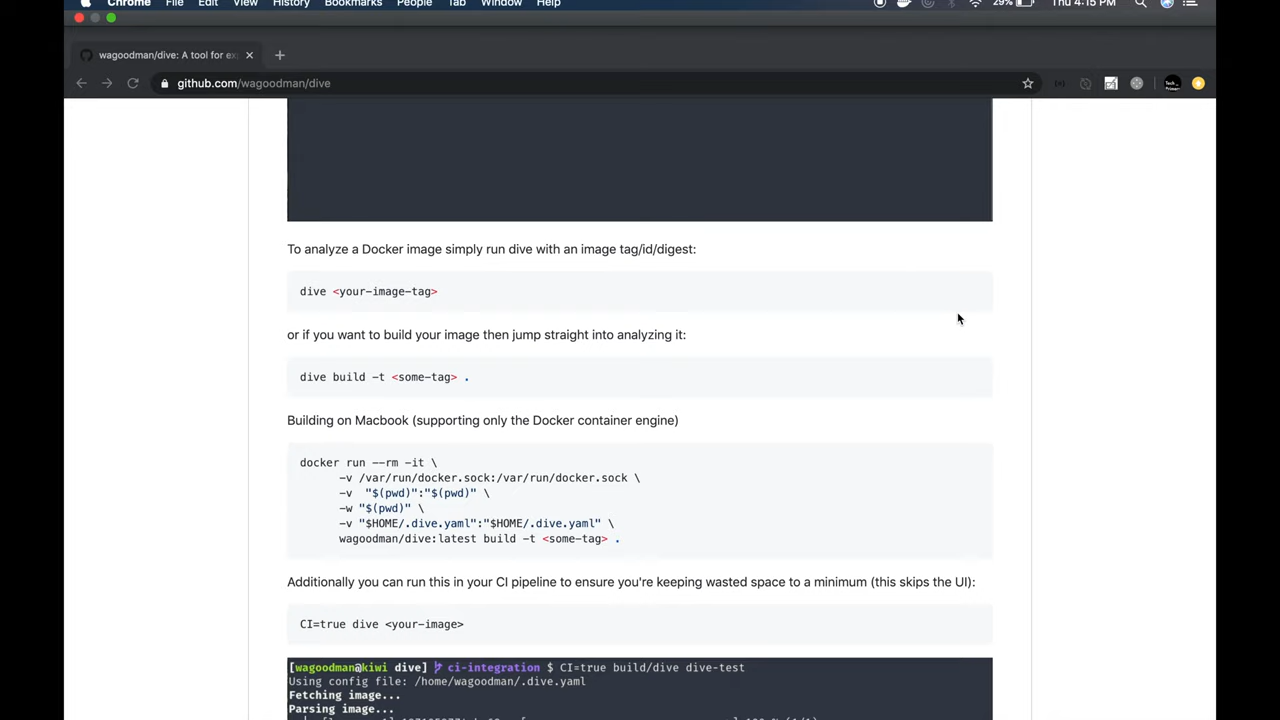 Chrome File Edit View History Bookmarks People Tab Window Help 29% Thu 4:15 PM
wagoodman/dive: A tool for ex
github.com/wagoodman/dive
To analyze a Docker image simply run dive with an image tag/id/digest:
dive <your-image-tag>
or if you want to build your image then jump straight into analyzing it:
dive build -t <some-tag> .
Building on Macbook (supporting only the Docker container engine)
docker run --rm -it \
-v /var/run/docker.sock:/var/run/docker.sock \
-v "$(pwd)":"$(pwd)" \
-w "$(pwd)" \
-v "$HOME/.dive.yaml":"$HOME/.dive.yaml" \
wagoodman/dive:latest build -t <some-tag> .
Additionally you can run this in your CI pipeline to ensure you're keeping wasted space to a minimum (this skips the UI):
CI=true dive <your-image>
[wagoodman@kiwi dive] ci-integration $ CI=true build/dive dive-test
Using config file: /home/wagoodman/.dive.yaml
Fetching image...
Parsing image...